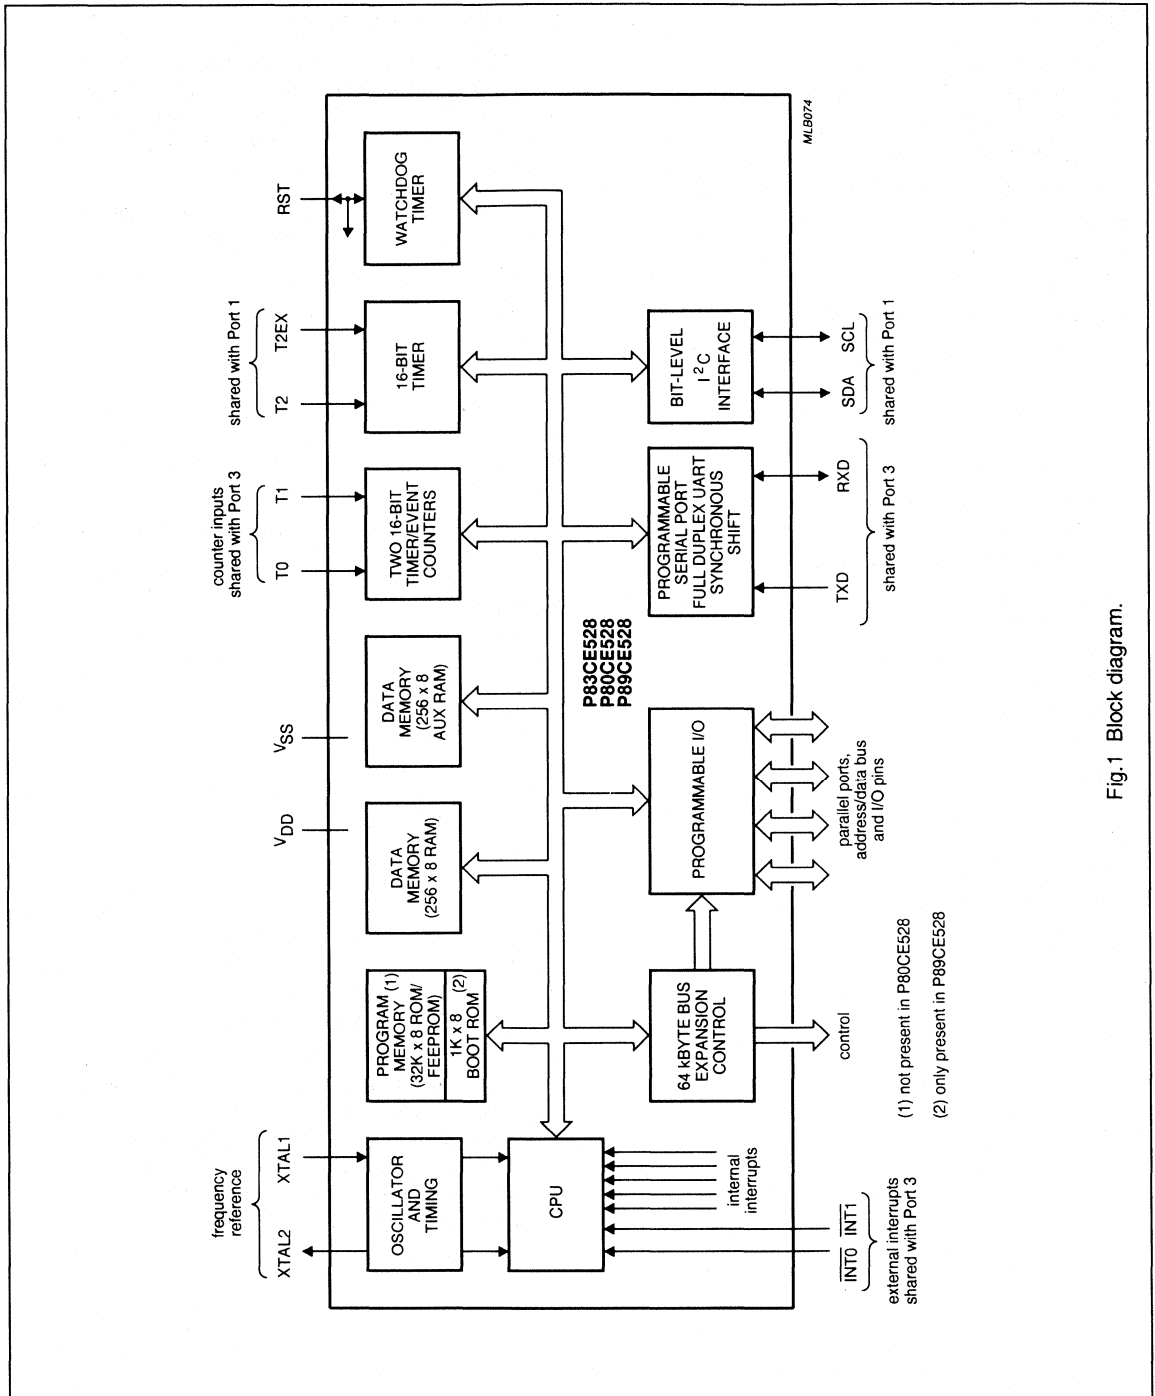 frequency
reference
XTAL2
XTAL1
VDD
VSS
counter inputs
shared with Port 3
T0
T1
shared with Port 1
T2
T2EX
RST
OSCILLATOR
AND
TIMING
PROGRAM (1)
MEMORY
(32K x 8 ROM/
FEEPROM)
1K x 8 (2)
BOOT ROM
DATA
MEMORY
(256 x 8 RAM)
DATA
MEMORY
(256 x 8
AUX RAM)
TWO 16-BIT
TIMER/EVENT
COUNTERS
16-BIT
TIMER
WATCHDOG
TIMER
CPU
P83CE528
P80CE528
P89CE528
64 kBYTE BUS
EXPANSION
CONTROL
PROGRAMMABLE I/O
PROGRAMMABLE
SERIAL PORT
FULL DUPLEX UART
SYNCHRONOUS
SHIFT
BIT-LEVEL
I²C
INTERFACE
internal
interrupts
INT0
INT1
external interrupts
shared with Port 3
control
parallel ports,
address/data bus
and I/O pins
TXD
RXD
shared with Port 3
SDA
SCL
shared with Port 1
MLB074
(1) not present in P80CE528
(2) only present in P89CE528
Fig.1 Block diagram.